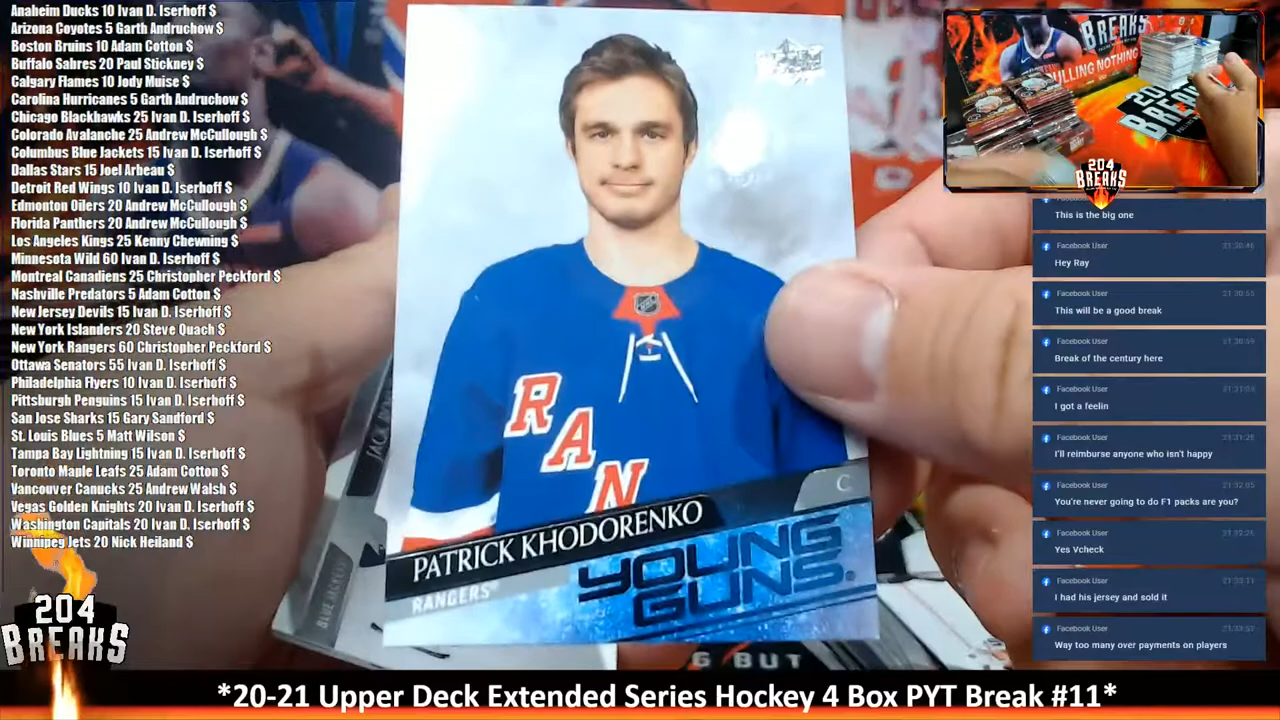 Anaheim Ducks 10 Ivan D. Iserhoff $
Arizona Coyotes 5 Garth Andruchow $
Boston Bruins 10 Adam Cotton $
Buffalo Sabres 20 Paul Stickney $
Calgary Flames 10 Jody Muise $
Carolina Hurricanes 5 Garth Andruchow $
Chicago Blackhawks 25 Ivan D. Iserhoff $
Colorado Avalanche 25 Andrew McCullough $
Columbus Blue Jackets 15 Ivan D. Iserhoff $
Dallas Stars 15 Joel Arbeau $
Detroit Red Wings 10 Ivan D. Iserhoff $
Edmonton Oilers 20 Andrew McCullough $
Florida Panthers 20 Andrew McCullough $
Los Angeles Kings 25 Kenny Chewning $
Minnesota Wild 60 Ivan D. Iserhoff $
Montreal Canadiens 25 Christopher Peckford $
Nashville Predators 5 Adam Cotton $
New Jersey Devils 15 Ivan D. Iserhoff $
New York Islanders 20 Steve Quach $
New York Rangers 60 Christopher Peckford $
Ottawa Senators 55 Ivan D. Iserhoff $
Philadelphia Flyers 10 Ivan D. Iserhoff $
Pittsburgh Penguins 15 Ivan D. Iserhoff $
San Jose Sharks 15 Gary Sandford $
St. Louis Blues 5 Matt Wilson $
Tampa Bay Lightning 15 Ivan D. Iserhoff $
Toronto Maple Leafs 25 Adam Cotton $
Vancouver Canucks 25 Andrew Walsh $
Vegas Golden Knights 20 Ivan D. Iserhoff $
Washington Capitals 20 Ivan D. Iserhoff $
Winnipeg Jets 20 Nick Heiland $
204
BREAKS
RAN
C
PATRICK KHODORENKO
RANGERS
YOUNG
GUNS
BLUE JACKETS
G BUT
BREAKS
PULLING NOTHING
204
BREAKS
This is the big one
Facebook User
Hey Ray
Facebook User
This will be a good break
Facebook User
Break of the century here
Facebook User
I got a feelin
Facebook User
I'll reimburse anyone who isn't happy
Facebook User
You're never going to do F1 packs are you?
Facebook User
Yes Vcheck
Facebook User
I had his jersey and sold it
Facebook User
Way too many over payments on players
*20-21 Upper Deck Extended Series Hockey 4 Box PYT Break #11*